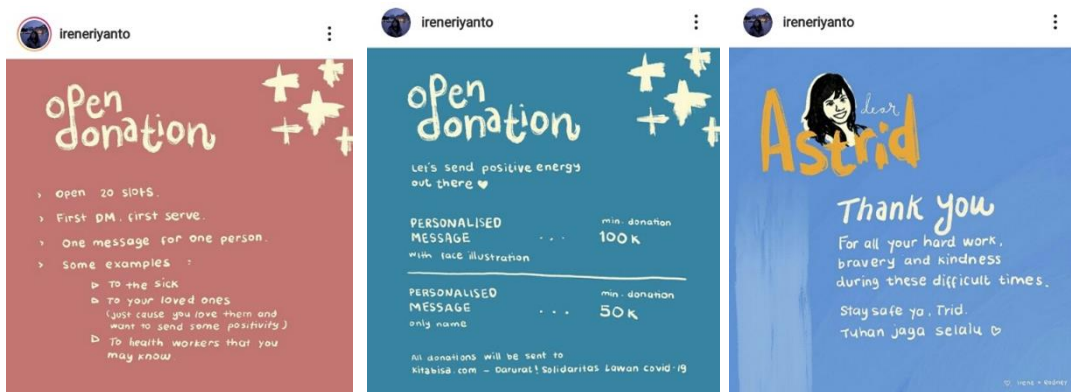 ireneriyanto
open
donation
> open 20 slots.
> First DM, first serve.
> One message for one person.
> Some examples :
▷ To the sick
▷ To your loved ones
(just cause you love them and
want to send some positivity)
▷ To health workers that you
may know
ireneriyanto
open
donation
Let's send positive energy
out there ♥
PERSONALISED min. donation
MESSAGE ... 100K
with face illustration
PERSONALISED min. donation
MESSAGE ... 50K
only name
All donations will be sent to
kitabisa.com - Darurat! Solidaritas Lawan covid-19
ireneriyanto
dear
Astrid
Thank you
For all your hard work,
bravery and kindness
during these difficult times.
Stay safe ya, Trid.
Tuhan jaga selalu ♡